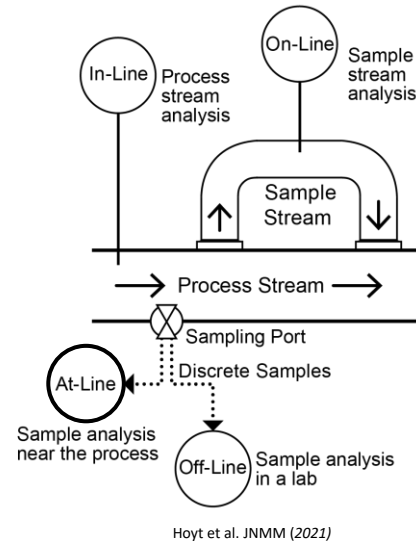 On-Line
Sample
stream
analysis
In-Line
Process
stream
analysis
Sample
Stream
Process Stream
Sampling Port
Discrete Samples
At-Line
Sample analysis
near the process
Off-Line
Sample analysis
in a lab
Hoyt et al. JNMM (2021)